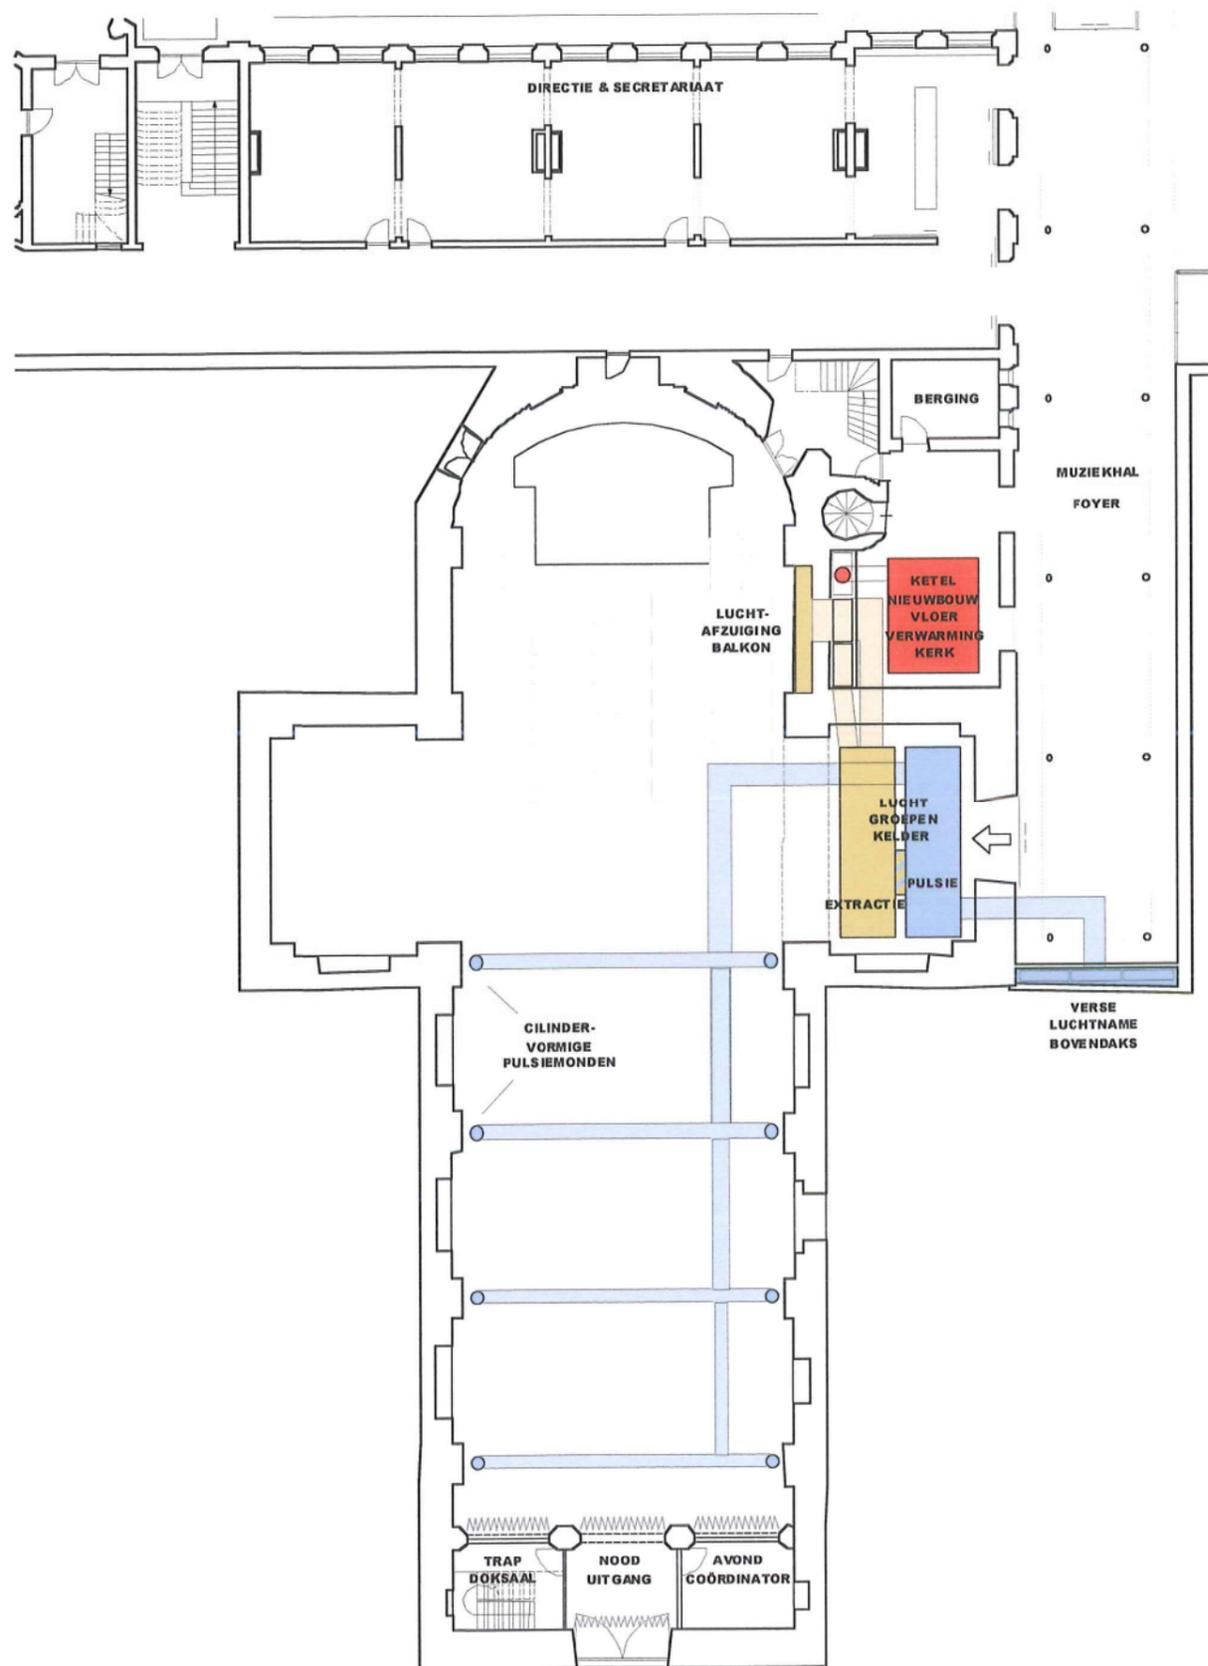 DIRECTIE & SECRETARIAAT
BERGING
MUZIEKHAL
FOYER
KETEL
NIEUWBOUW
VLOER
VERWARMING
KERK
LUCHT-
AFZUIGING
BALKON
LUCHT
GROEPEN
KELDER
PULSIE
EXTRACTIE
VERSE
LUCHTNAME
BOVENDAKS
CILINDER-
VORMIGE
PULSIEMONDEN
TRAP
DOKSAAL
NOOD
UITGANG
AVOND
COÖRDINATOR